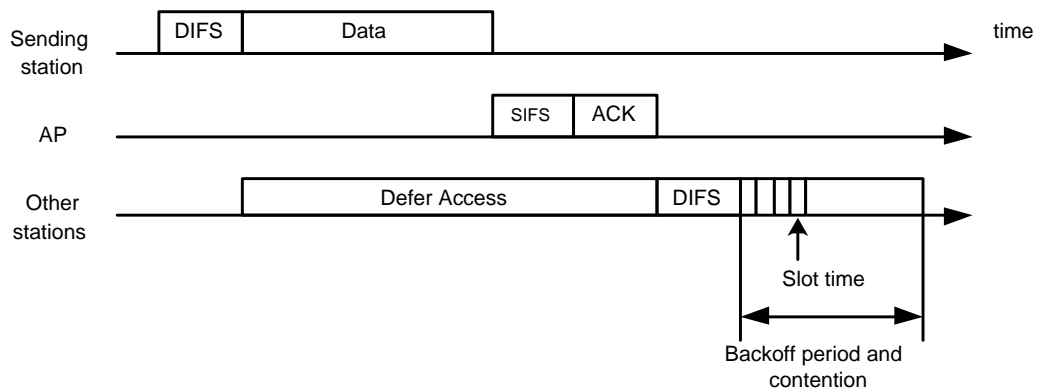 DIFS
Data
time
Sending
station
SIFS
ACK
AP
Defer Access
DIFS
Other
stations
Slot time
Backoff period and
contention